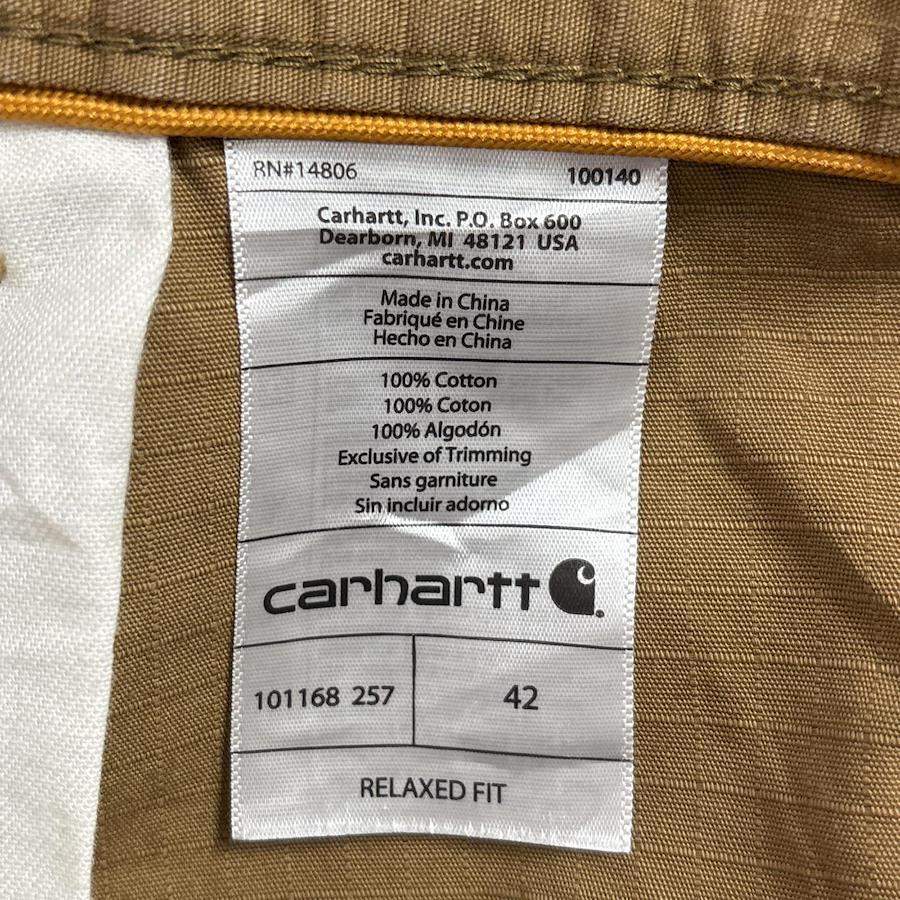 RN#14806 100140
Carhartt, Inc. P.O. Box 600
Dearborn, MI 48121 USA
carhartt.com
Made in China
Fabriqué en Chine
Hecho en China
100% Cotton
100% Coton
100% Algodón
Exclusive of Trimming
Sans garniture
Sin incluir adorno
carhartt
101168 257 42
RELAXED FIT